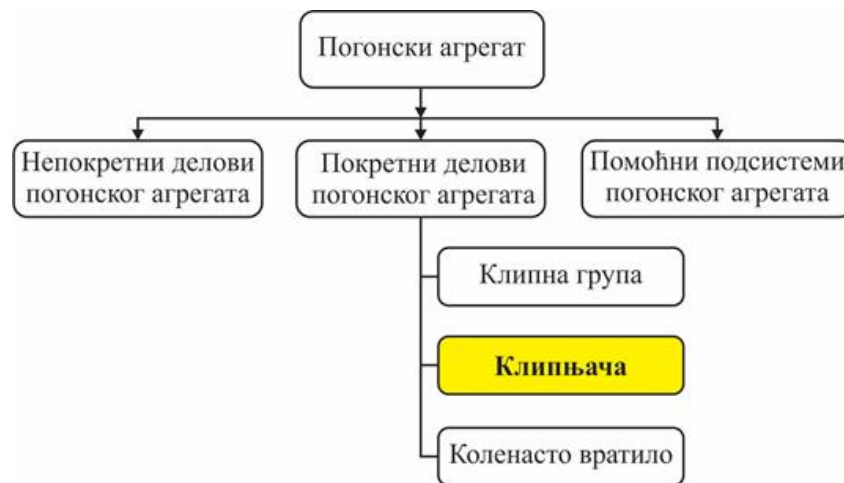 Погонски агрегат
Непокретни делови
погонског агрегата
Покретни делови
погонског агрегата
Помоћни подсистеми
погонског агрегата
Клипна група
Клипњача
Коленасто вратило